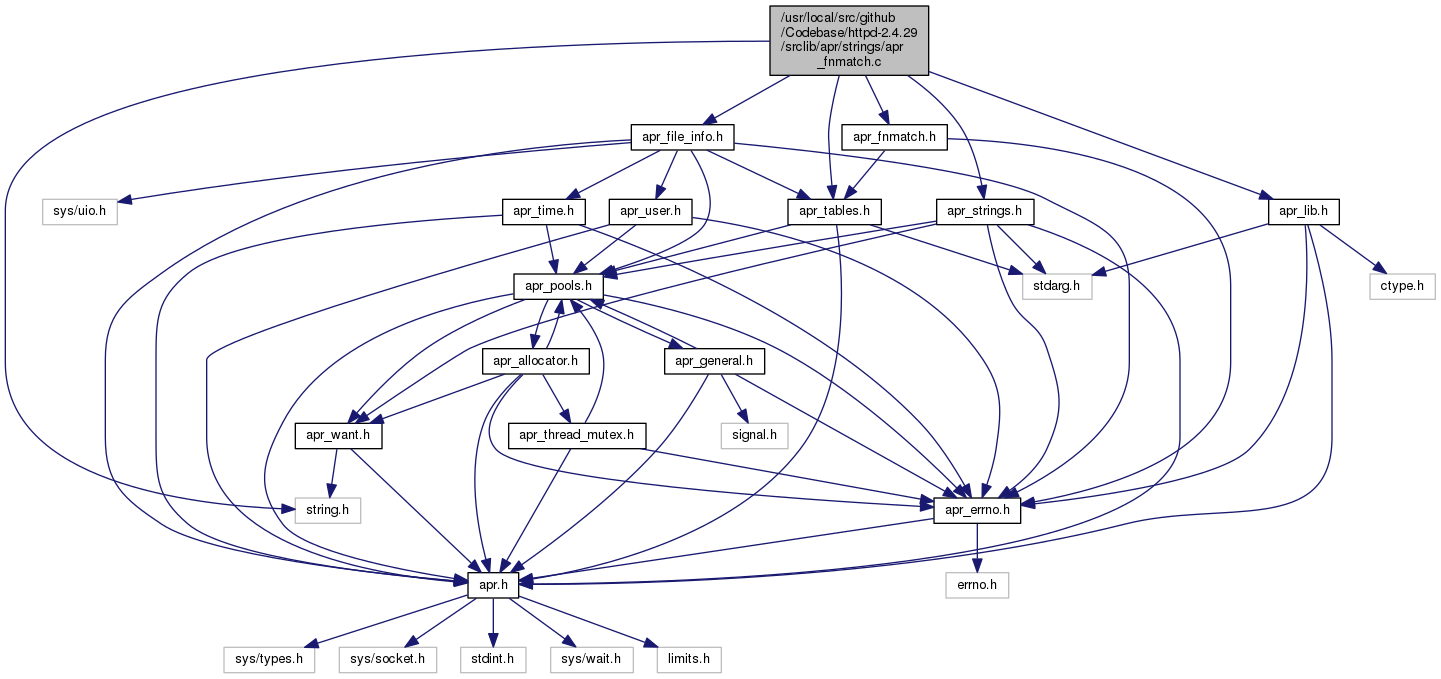 /usr/local/src/github
/Codebase/httpd-2.4.29
/srclib/apr/strings/apr
_fnmatch.c
apr_file_info.h
apr_fnmatch.h
sys/uio.h
apr_time.h
apr_user.h
apr_tables.h
apr_strings.h
apr_lib.h
apr_pools.h
stdarg.h
ctype.h
apr_allocator.h
apr_general.h
apr_want.h
apr_thread_mutex.h
signal.h
string.h
apr_errno.h
apr.h
errno.h
sys/types.h
sys/socket.h
stdint.h
sys/wait.h
limits.h